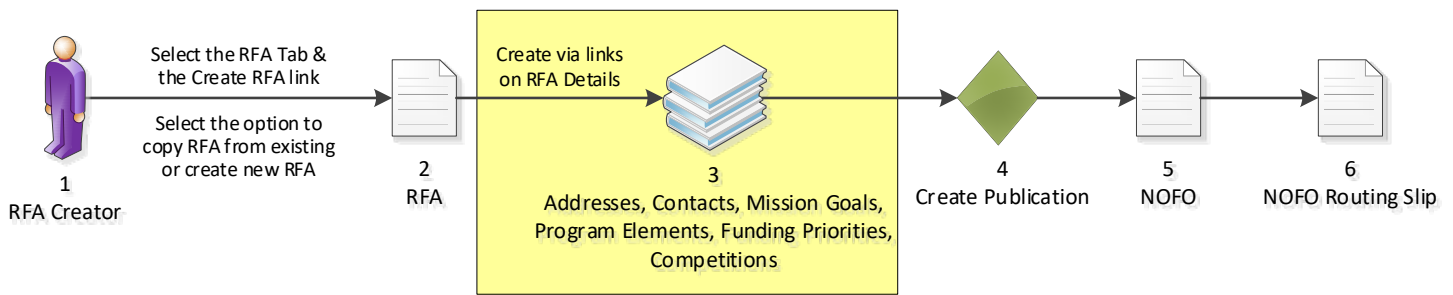 Select the RFA Tab &
the Create RFA link
Select the option to
copy RFA from existing
or create new RFA
1
RFA Creator
2
RFA
Create via links
on RFA Details
3
Addresses, Contacts, Mission Goals,
Program Elements, Funding Priorities,
Competitions
4
Create Publication
5
NOFO
6
NOFO Routing Slip